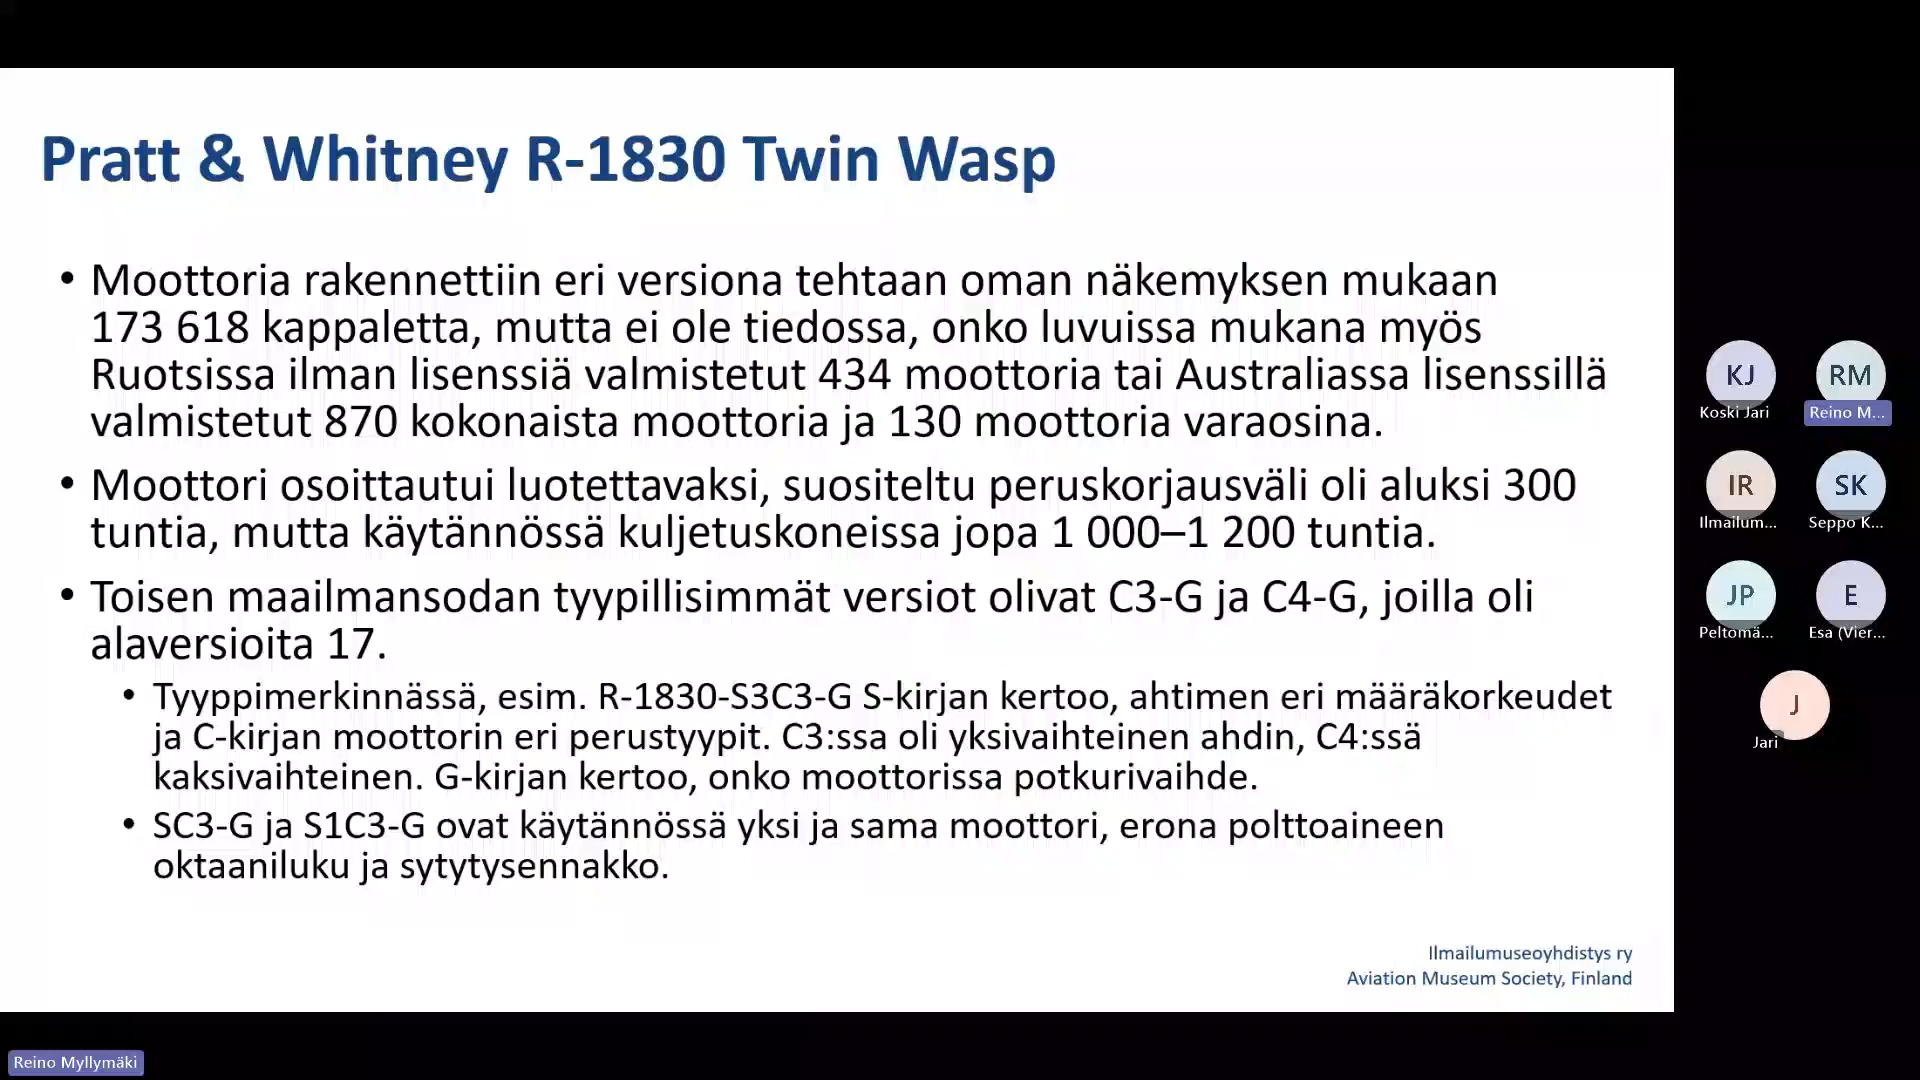 Pratt & Whitney R-1830 Twin Wasp
• Moottoria rakennettiin eri versiona tehtaan oman näkemyksen mukaan
173 618 kappaletta, mutta ei ole tiedossa, onko luvuissa mukana myös
Ruotsissa ilman lisenssiä valmistetut 434 moottoria tai Australiassa lisenssillä
valmistetut 870 kokonaista moottoria ja 130 moottoria varaosina.
• Moottori osoittautui luotettavaksi, suositeltu peruskorjausväli oli aluksi 300
tuntia, mutta käytännössä kuljetuskoneissa jopa 1 000–1 200 tuntia.
• Toisen maailmansodan tyypillisimmät versiot olivat C3-G ja C4-G, joilla oli
alaversioita 17.
• Tyyppimerkinnässä, esim. R-1830-S3C3-G S-kirjan kertoo, ahtimen eri määräkorkeudet
ja C-kirjan moottorin eri perustyypit. C3:ssa oli yksivaihteinen ahdin, C4:ssä
kaksivaihteinen. G-kirjan kertoo, onko moottorissa potkurivaihde.
• SC3-G ja S1C3-G ovat käytännössä yksi ja sama moottori, erona polttoaineen
oktaaniluku ja sytytysennakko.
Ilmailumuseoyhdistys ry
Aviation Museum Society, Finland
KJ RM
Koski Jari Reino M...
IR SK
Ilmailum... Seppo K...
JP E
Peltomä... Esa (Vier...
J
Jari
Reino Myllymäki